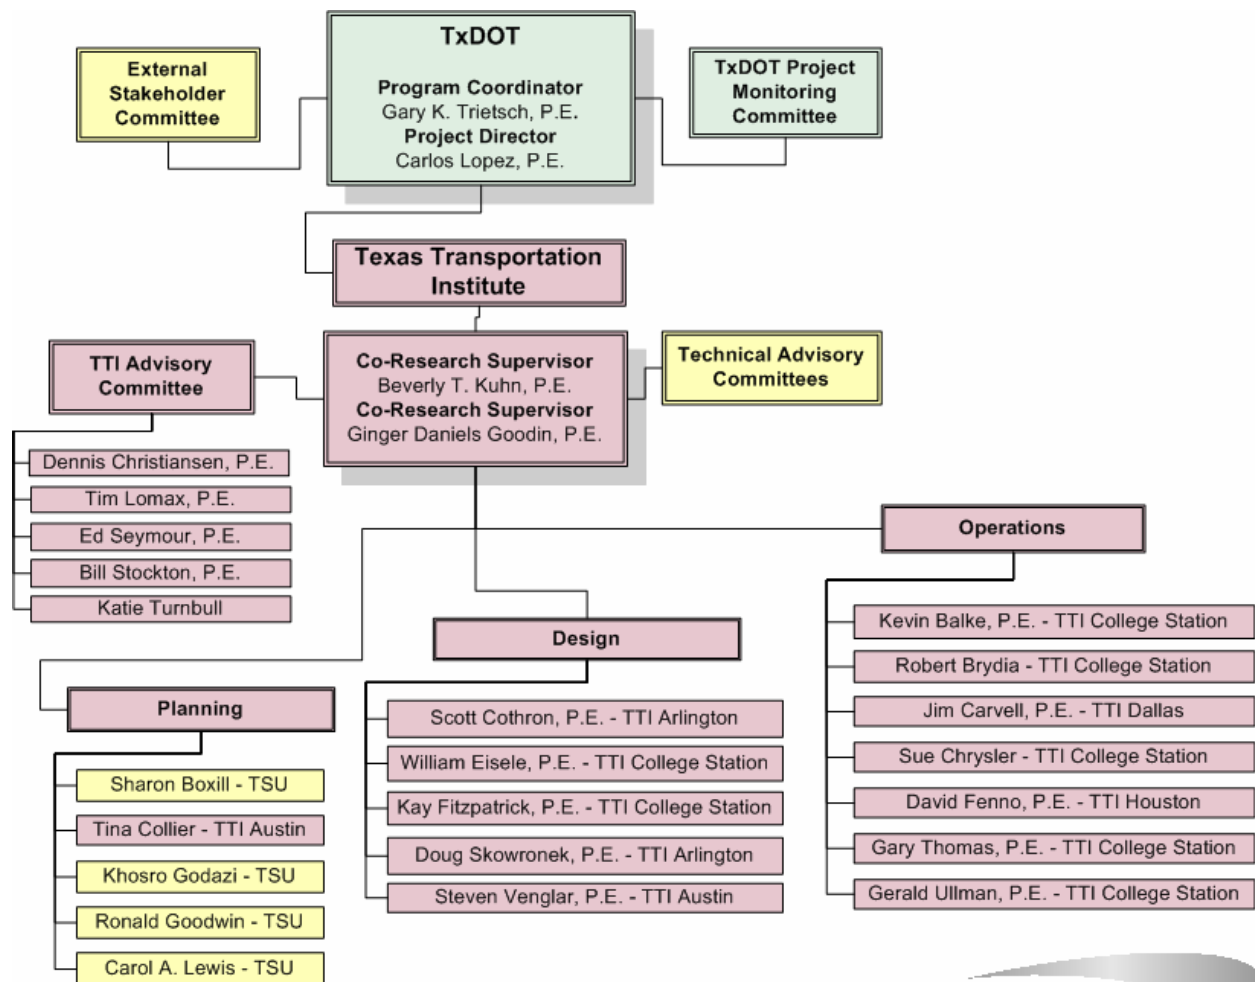 TxDOT
Program Coordinator
Gary K. Trietsch, P.E.
Project Director
Carlos Lopez, P.E.
External
Stakeholder
Committee
TxDOT Project
Monitoring
Committee
Texas Transportation
Institute
Co-Research Supervisor
Beverly T. Kuhn, P.E.
Co-Research Supervisor
Ginger Daniels Goodin, P.E.
TTI Advisory
Committee
Technical Advisory
Committees
Dennis Christiansen, P.E.
Tim Lomax, P.E.
Ed Seymour, P.E.
Bill Stockton, P.E.
Katie Turnbull
Planning
Sharon Boxill - TSU
Tina Collier - TTI Austin
Khosro Godazi - TSU
Ronald Goodwin - TSU
Carol A. Lewis - TSU
Design
Scott Cothron, P.E. - TTI Arlington
William Eisele, P.E. - TTI College Station
Kay Fitzpatrick, P.E. - TTI College Station
Doug Skowronek, P.E. - TTI Arlington
Steven Venglar, P.E. - TTI Austin
Operations
Kevin Balke, P.E. - TTI College Station
Robert Brydia - TTI College Station
Jim Carvell, P.E. - TTI Dallas
Sue Chrysler - TTI College Station
David Fenno, P.E. - TTI Houston
Gary Thomas, P.E. - TTI College Station
Gerald Ullman, P.E. - TTI College Station